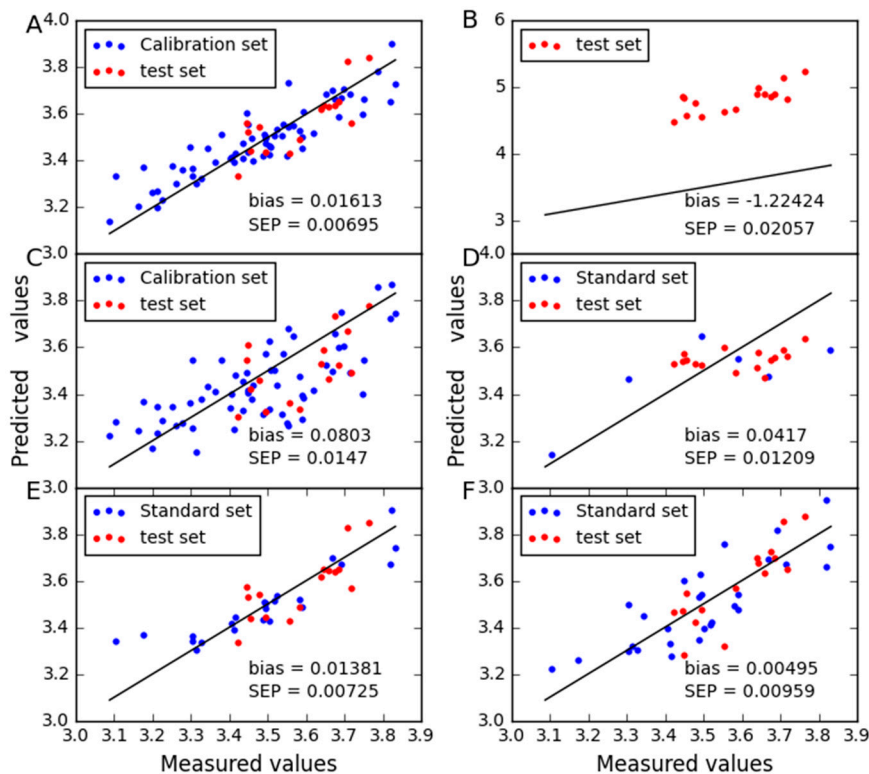 A
4.0
Calibration set
test set
3.8
3.6
3.4
3.2
3.0
bias = 0.01613
SEP = 0.00695
B
6
test set
5
4
3
4.0
bias = -1.22424
SEP = 0.02057
C
Calibration set
test set
3.8
3.6
3.4
3.2
3.0
bias = 0.0803
SEP = 0.0147
D
Standard set
test set
3.8
3.6
3.4
3.2
3.0
bias = 0.0417
SEP = 0.01209
Predicted values
E
Standard set
test set
3.8
3.6
3.4
3.2
3.0
bias = 0.01381
SEP = 0.00725
F
Standard set
test set
3.8
3.6
3.4
3.2
3.0
bias = 0.00495
SEP = 0.00959
3.0 3.1 3.2 3.3 3.4 3.5 3.6 3.7 3.8 3.9
3.0 3.1 3.2 3.3 3.4 3.5 3.6 3.7 3.8 3.9
Measured values
Measured values